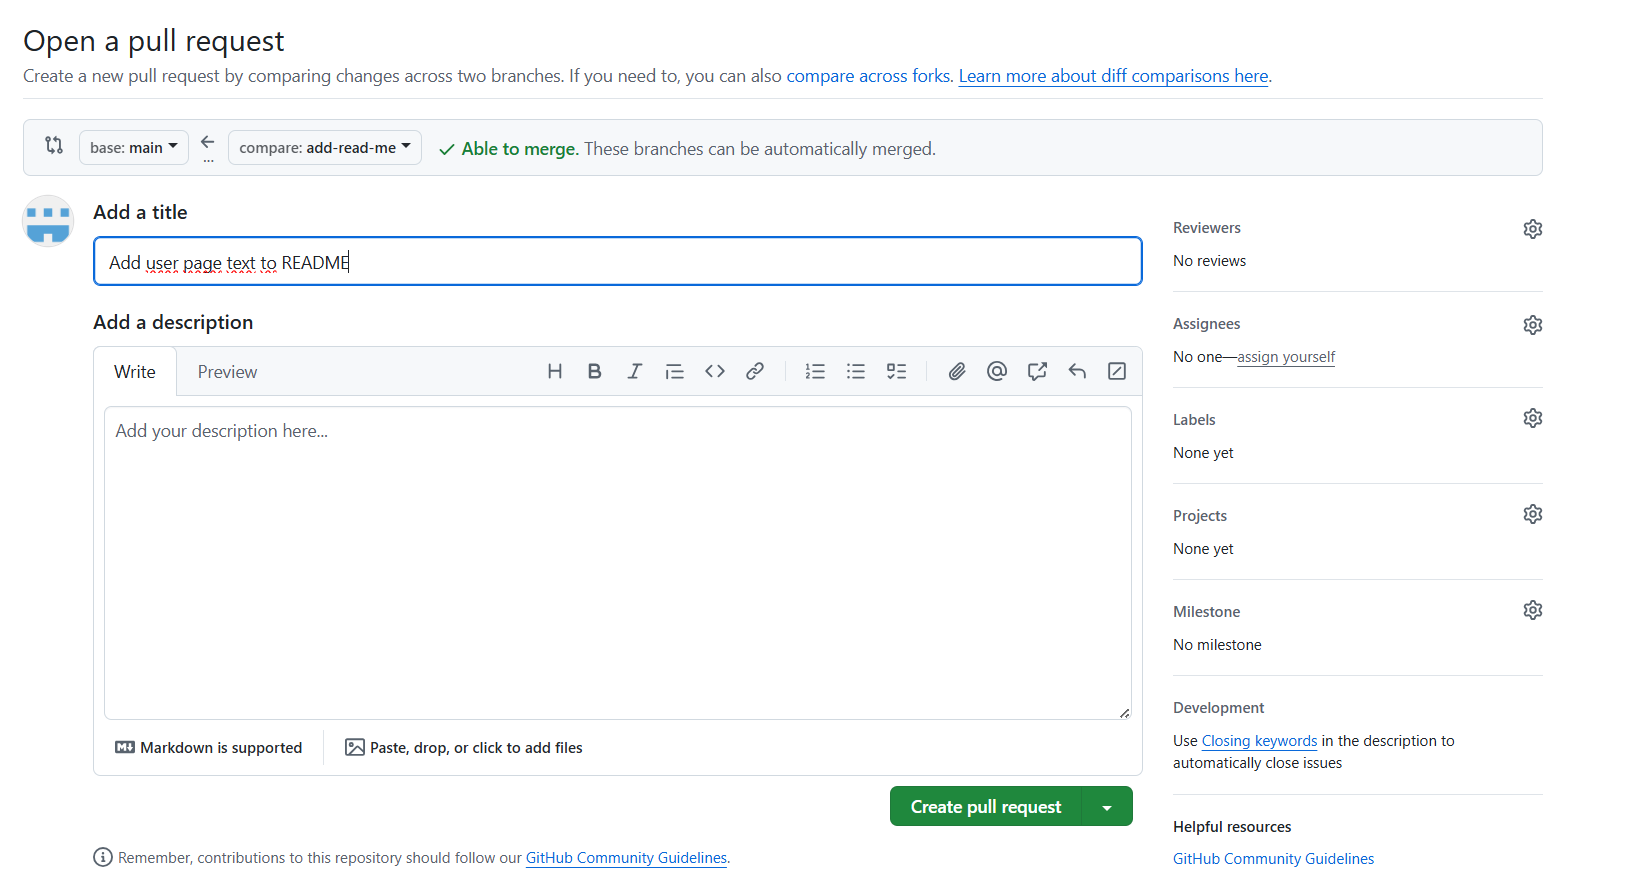 Open a pull request
Create a new pull request by comparing changes across two branches. If you need to, you can also compare across forks. Learn more about diff comparisons here.
base: main
compare: add-read-me
Able to merge. These branches can be automatically merged.
Add a title
Add user page text to README
Add a description
Write
Preview
Add your description here...
Markdown is supported
Paste, drop, or click to add files
Create pull request
Remember, contributions to this repository should follow our GitHub Community Guidelines.
Reviewers
No reviews
Assignees
No one—assign yourself
Labels
None yet
Projects
None yet
Milestone
No milestone
Development
Use Closing keywords in the description to
automatically close issues
Helpful resources
GitHub Community Guidelines